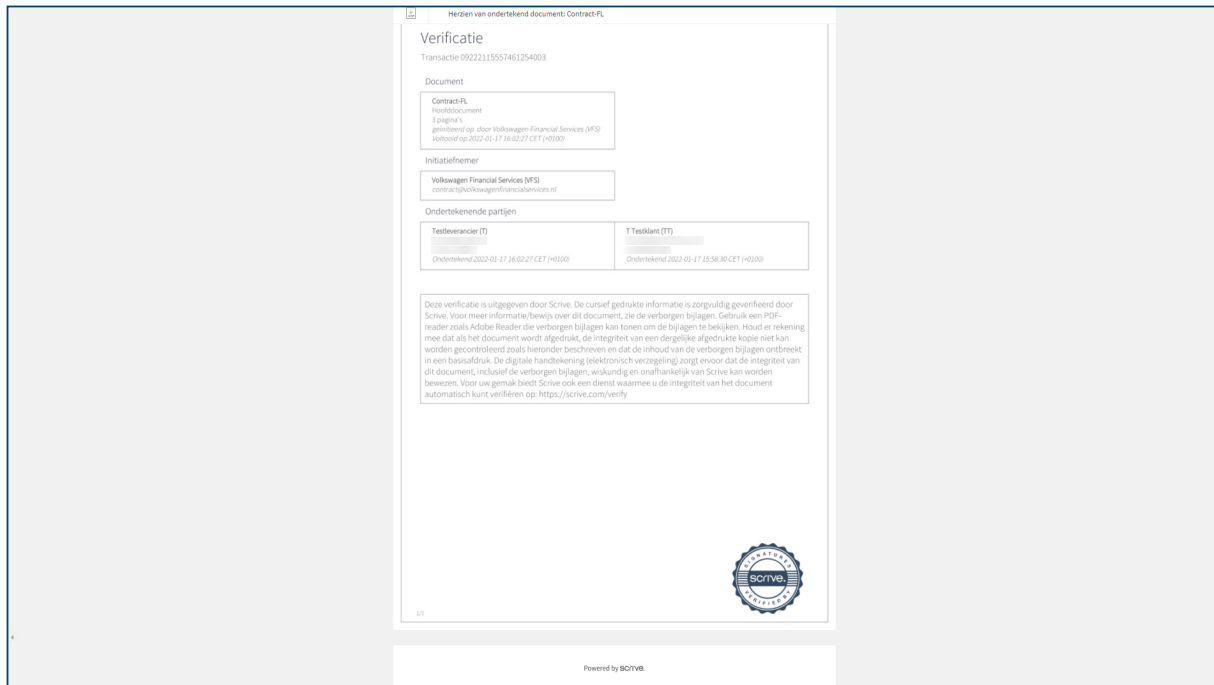 Herzien van ondertekend document: Contract-FL
Verificatie
Transactie 09222115557461254003
Document
Contract-FL
Hoofddocument
3 pagina's
geïnitieerd op door Volkswagen Financial Services (VFS)
Voltooid op 2022-01-17 16:02:27 CET (+0100)
Initiatiefnemer
Volkswagen Financial Services (VFS)
contract@volkswagenfinancialservices.nl
Ondertekenende partijen
Testleverancier (T)
Ondertekend 2022-01-17 16:02:27 CET (+0100)
T Testklant (TT)
Ondertekend 2022-01-17 15:58:30 CET (+0100)
Deze verificatie is uitgegeven door Scrive. De cursief gedrukte informatie is zorgvuldig geverifieerd door
Scrive. Voor meer informatie/bewijs over dit document, zie de verborgen bijlagen. Gebruik een PDF-
reader zoals Adobe Reader die verborgen bijlagen kan tonen om de bijlagen te bekijken. Houd er rekening
mee dat als het document wordt afgedrukt, de integriteit van een dergelijke afgedrukte kopie niet kan
worden gecontroleerd zoals hieronder beschreven en dat de inhoud van de verborgen bijlagen ontbreekt
in een basisafdruk. De digitale handtekening (elektronisch verzegeling) zorgt ervoor dat de integriteit van
dit document, inclusief de verborgen bijlagen, wiskundig en onafhankelijk van Scrive kan worden
bewezen. Voor uw gemak biedt Scrive ook een dienst waarmee u de integriteit van het document
automatisch kunt verifiëren op: https://scrive.com/verify
SIGNATURES
scrive.
VERIFIED BY
1/1
Powered by scrive.